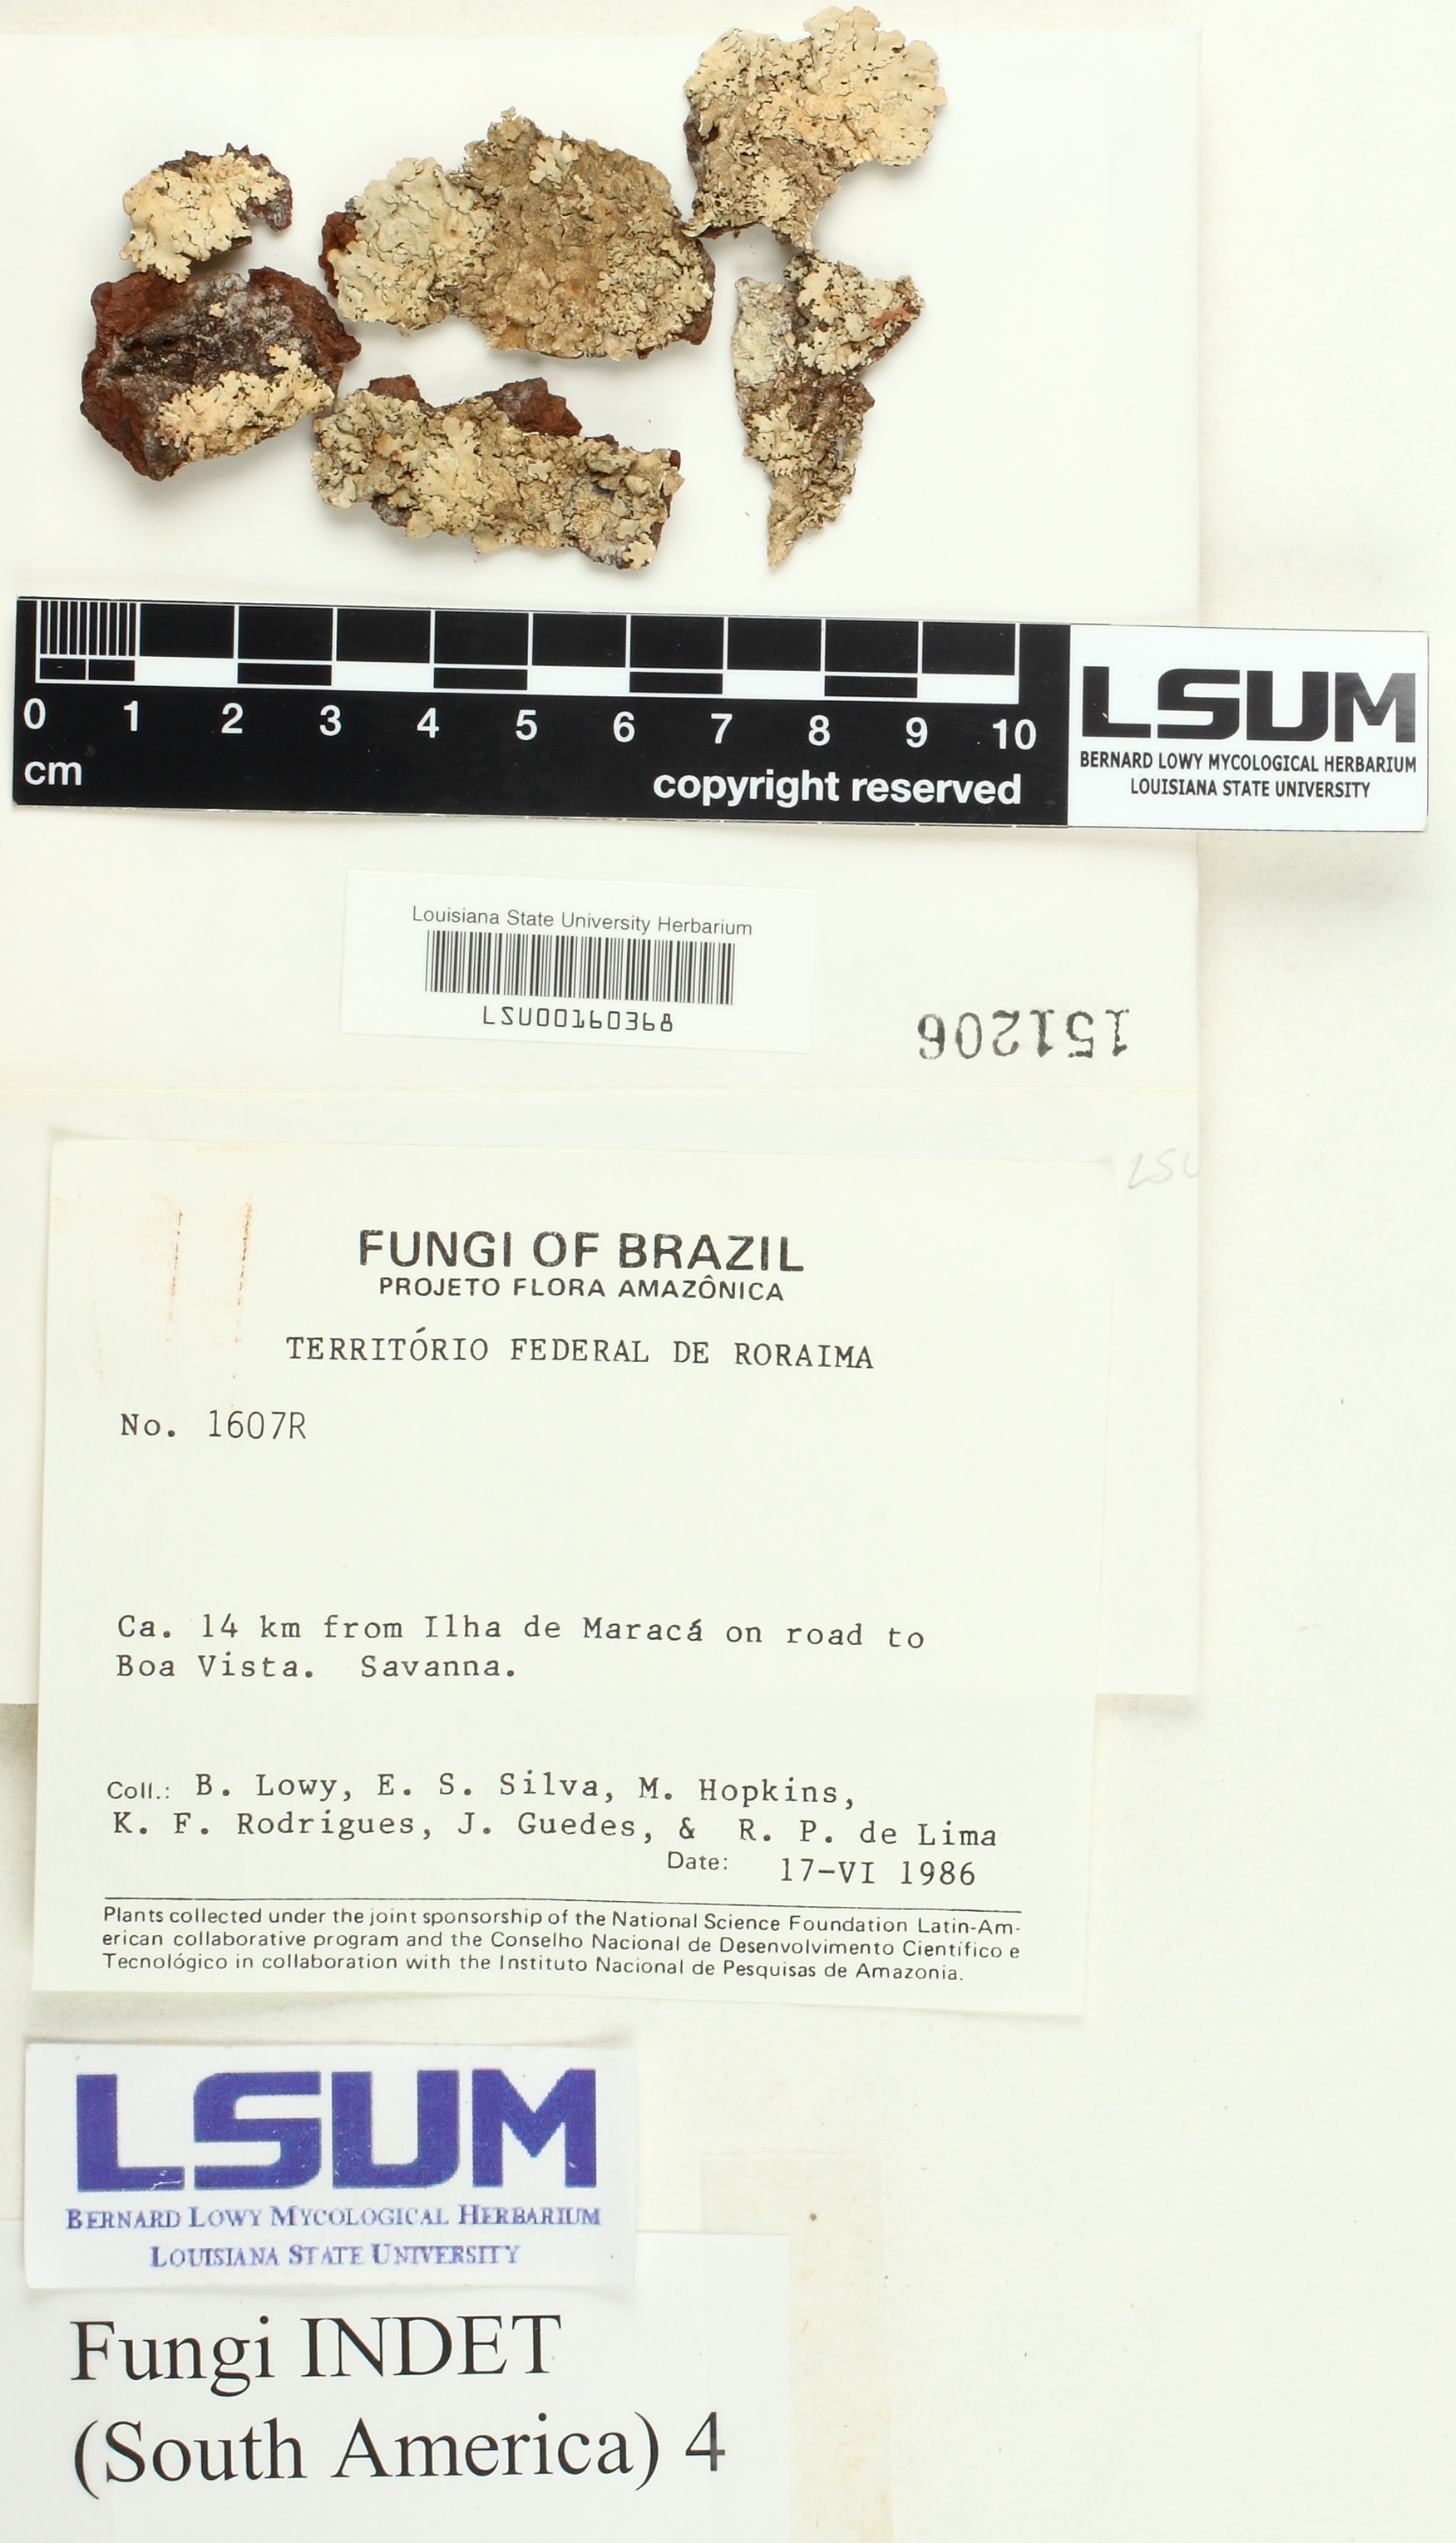 0 1 2 3 4 5 6 7 8 9 10
cm
copyright reserved
LSUM
BERNARD LOWY MYCOLOGICAL HERBARIUM
LOUISIANA STATE UNIVERSITY
Louisiana State University Herbarium
LSU00160368
151206
FUNGI OF BRAZIL
PROJETO FLORA AMAZÔNICA
TERRITÓRIO FEDERAL DE RORAIMA
No. 1607R
Ca. 14 km from Ilha de Maracá on road to
Boa Vista. Savanna.
Coll.: B. Lowy, E. S. Silva, M. Hopkins,
K. F. Rodrigues, J. Guedes, & R. P. de Lima
Date: 17-VI 1986
Plants collected under the joint sponsorship of the National Science Foundation Latin-Am-
erican collaborative program and the Conselho Nacional de Desenvolvimento Científico e
Tecnológico in collaboration with the Instituto Nacional de Pesquisas de Amazonia.
LSUM
BERNARD LOWY MYCOLOGICAL HERBARIUM
LOUISIANA STATE UNIVERSITY
Fungi INDET
(South America) 4